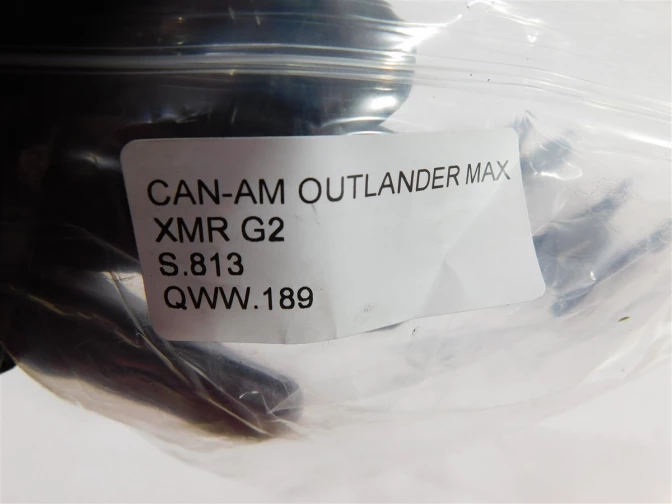 CAN-AM OUTLANDER MAX
XMR G2
S.813
QWW.189